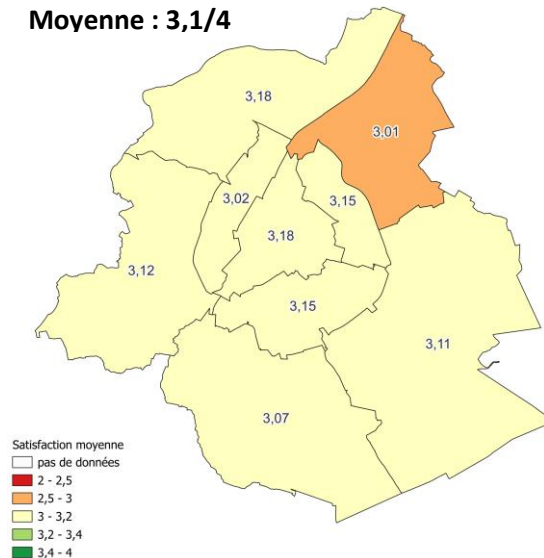 Moyenne : 3,1/4
3,18
3,01
3,02
3,15
3,18
3,12
3,15
3,11
3,07
Satisfaction moyenne
pas de données
2 - 2,5
2,5 - 3
3 - 3,2
3,2 - 3,4
3,4 - 4